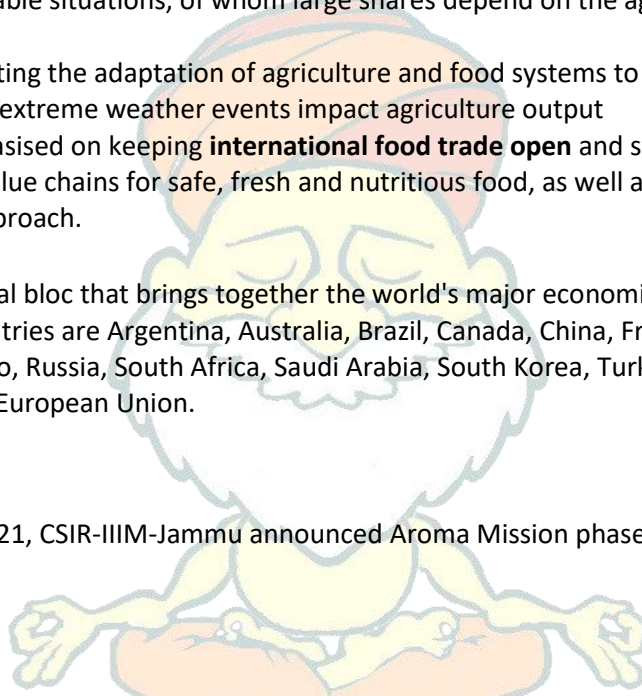 able situations, of whom large shares depend on the ag
ting the adaptation of agriculture and food systems to
extreme weather events impact agriculture output
asised on keeping international food trade open and s
lue chains for safe, fresh and nutritious food, as well a
proach.
al bloc that brings together the world's major economi
tries are Argentina, Australia, Brazil, Canada, China, Fr
o, Russia, South Africa, Saudi Arabia, South Korea, Turk
European Union.
21, CSIR-IIIM-Jammu announced Aroma Mission phase